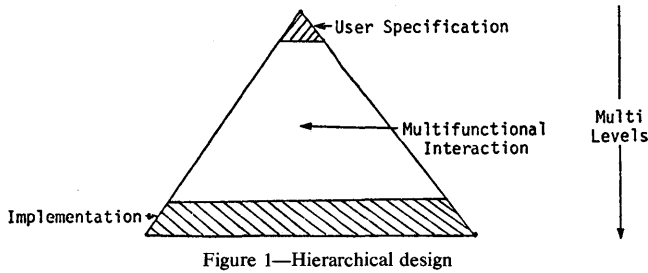 User Specification
Multifunctional
Interaction
Multi
Levels
Implementation
Figure 1—Hierarchical design